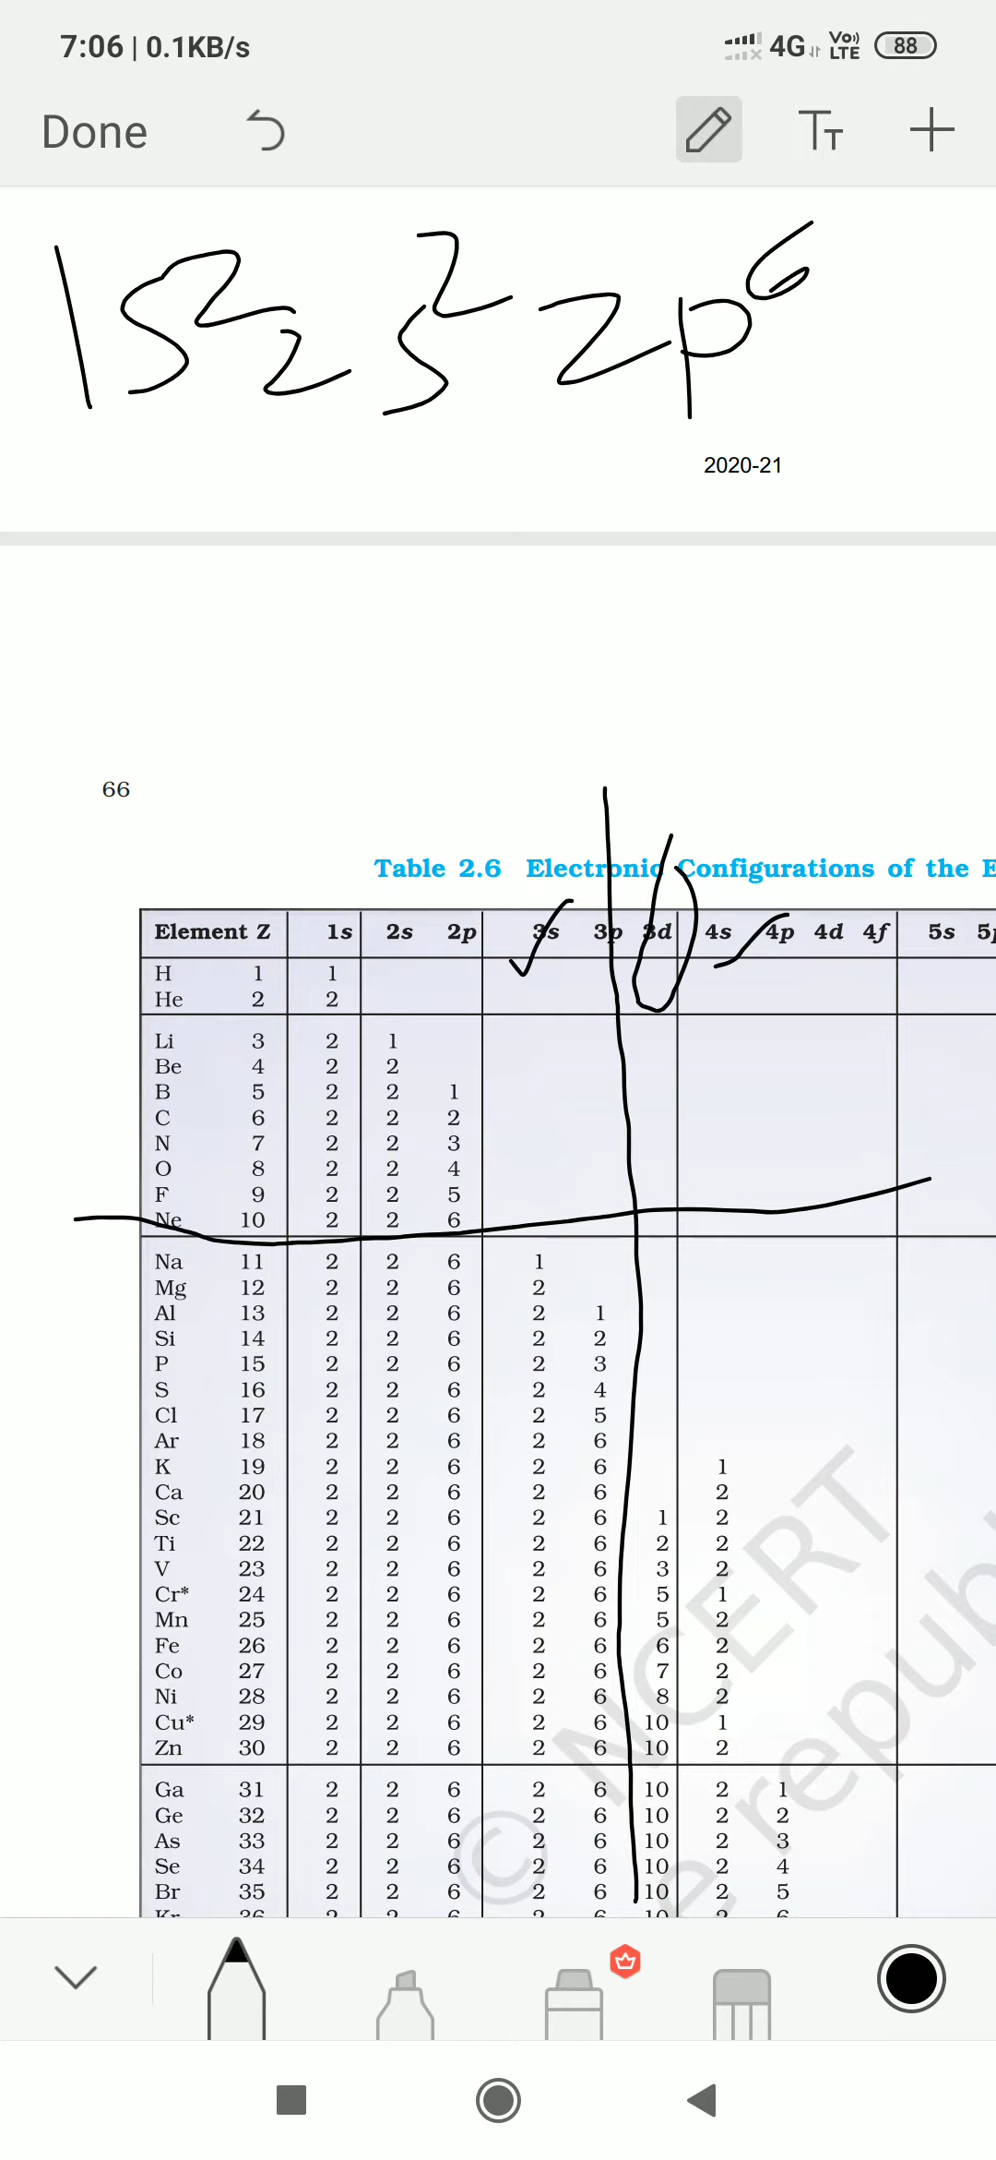 7:06 | 0.1KB/s 4G Vo)) LTE 88
Done TT
1s² 2s² 2p⁶
2020-21
66
Table 2.6 Electronic Configurations of the E
Element Z 1s 2s 2p 3s 3p 3d 4s 4p 4d 4f 5s 5p
H 1 1
He 2 2
Li 3 2 1
Be 4 2 2
B 5 2 2 1
C 6 2 2 2
N 7 2 2 3
O 8 2 2 4
F 9 2 2 5
Ne 10 2 2 6
Na 11 2 2 6 1
Mg 12 2 2 6 2
Al 13 2 2 6 2 1
Si 14 2 2 6 2 2
P 15 2 2 6 2 3
S 16 2 2 6 2 4
Cl 17 2 2 6 2 5
Ar 18 2 2 6 2 6
K 19 2 2 6 2 6 1
Ca 20 2 2 6 2 6 2
Sc 21 2 2 6 2 6 1 2
Ti 22 2 2 6 2 6 2 2
V 23 2 2 6 2 6 3 2
Cr* 24 2 2 6 2 6 5 1
Mn 25 2 2 6 2 6 5 2
Fe 26 2 2 6 2 6 6 2
Co 27 2 2 6 2 6 7 2
Ni 28 2 2 6 2 6 8 2
Cu* 29 2 2 6 2 6 10 1
Zn 30 2 2 6 2 6 10 2
Ga 31 2 2 6 2 6 10 2 1
Ge 32 2 2 6 2 6 10 2 2
As 33 2 2 6 2 6 10 2 3
Se 34 2 2 6 2 6 10 2 4
Br 35 2 2 6 2 6 10 2 5
Kr 36 2 2 6 2 6 10 2 6
© NCERT
e republ